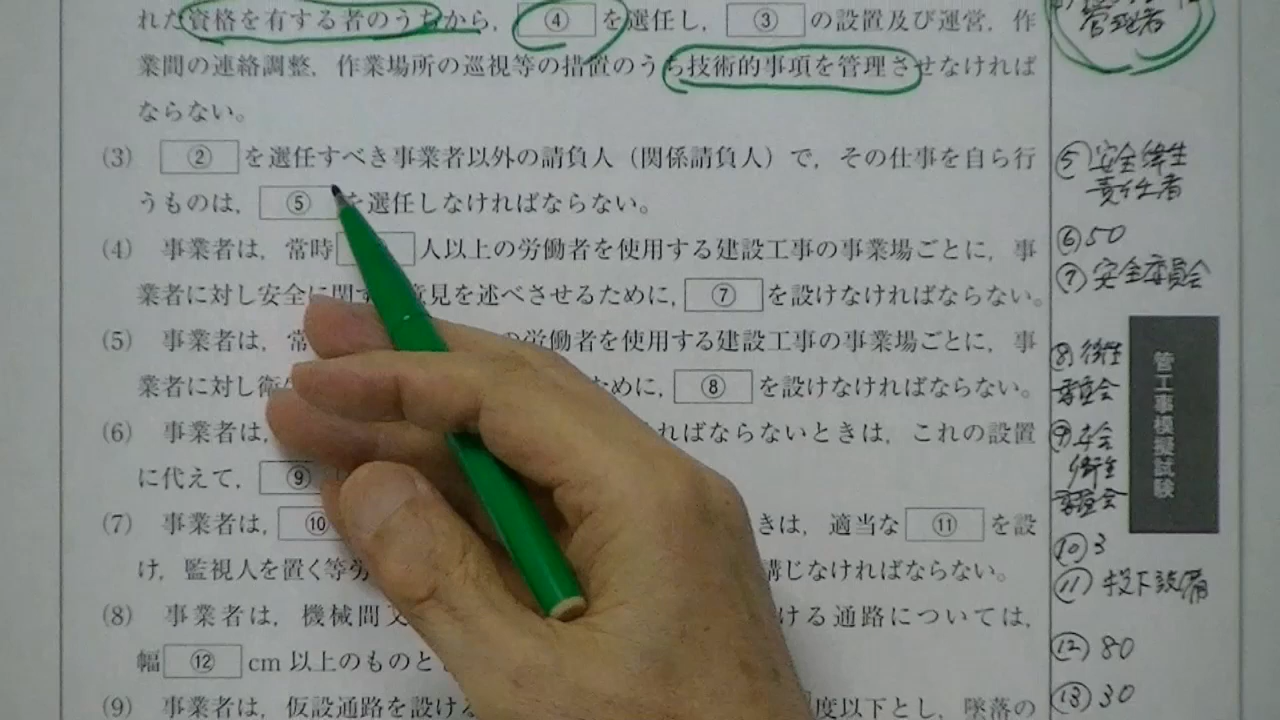 れた資格を有する者のうちから，④を選任し，③の設置及び運営，作
業間の連絡調整，作業場所の巡視等の措置のうち技術的事項を管理させなければ
ならない。
(3) ②を選任すべき事業者以外の請負人（関係請負人）で，その仕事を自ら行
うものは，⑤を選任しなければならない。
(4) 事業者は，常時 人以上の労働者を使用する建設工事の事業場ごとに，事
業者に対し安全に関す 意見を述べさせるために，⑦を設けなければならない。
(5) 事業者は，常 の労働者を使用する建設工事の事業場ごとに，事
業者に対し衛 ために，⑧を設けなければならない。
(6) 事業者は， ればならないときは，これの設置
に代えて，⑨
(7) 事業者は，⑩ きは，適当な⑪を設
け，監視人を置く等労 講じなければならない。
(8) 事業者は，機械間又 ける通路については，
幅⑫cm以上のものと
(9) 事業者は，仮設通路を設ける 度以下とし，墜落の
管理者
⑤安全衛生
責任者
⑥50
⑦安全委員会
⑧衛生
委員会
⑨安全
衛生
委員会
⑩3
⑪投下設備
⑫80
⑬30
管工事模擬試験